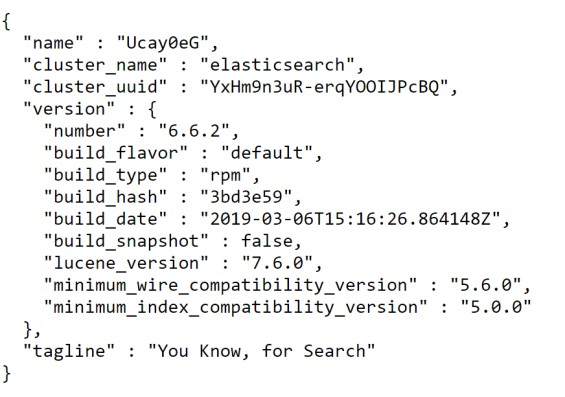 {
  "name" : "Ucay0eG",
  "cluster_name" : "elasticsearch",
  "cluster_uuid" : "YxHm9n3uR-erqYOOIJPcBQ",
  "version" : {
    "number" : "6.6.2",
    "build_flavor" : "default",
    "build_type" : "rpm",
    "build_hash" : "3bd3e59",
    "build_date" : "2019-03-06T15:16:26.864148Z",
    "build_snapshot" : false,
    "lucene_version" : "7.6.0",
    "minimum_wire_compatibility_version" : "5.6.0",
    "minimum_index_compatibility_version" : "5.0.0"
  },
  "tagline" : "You Know, for Search"
}